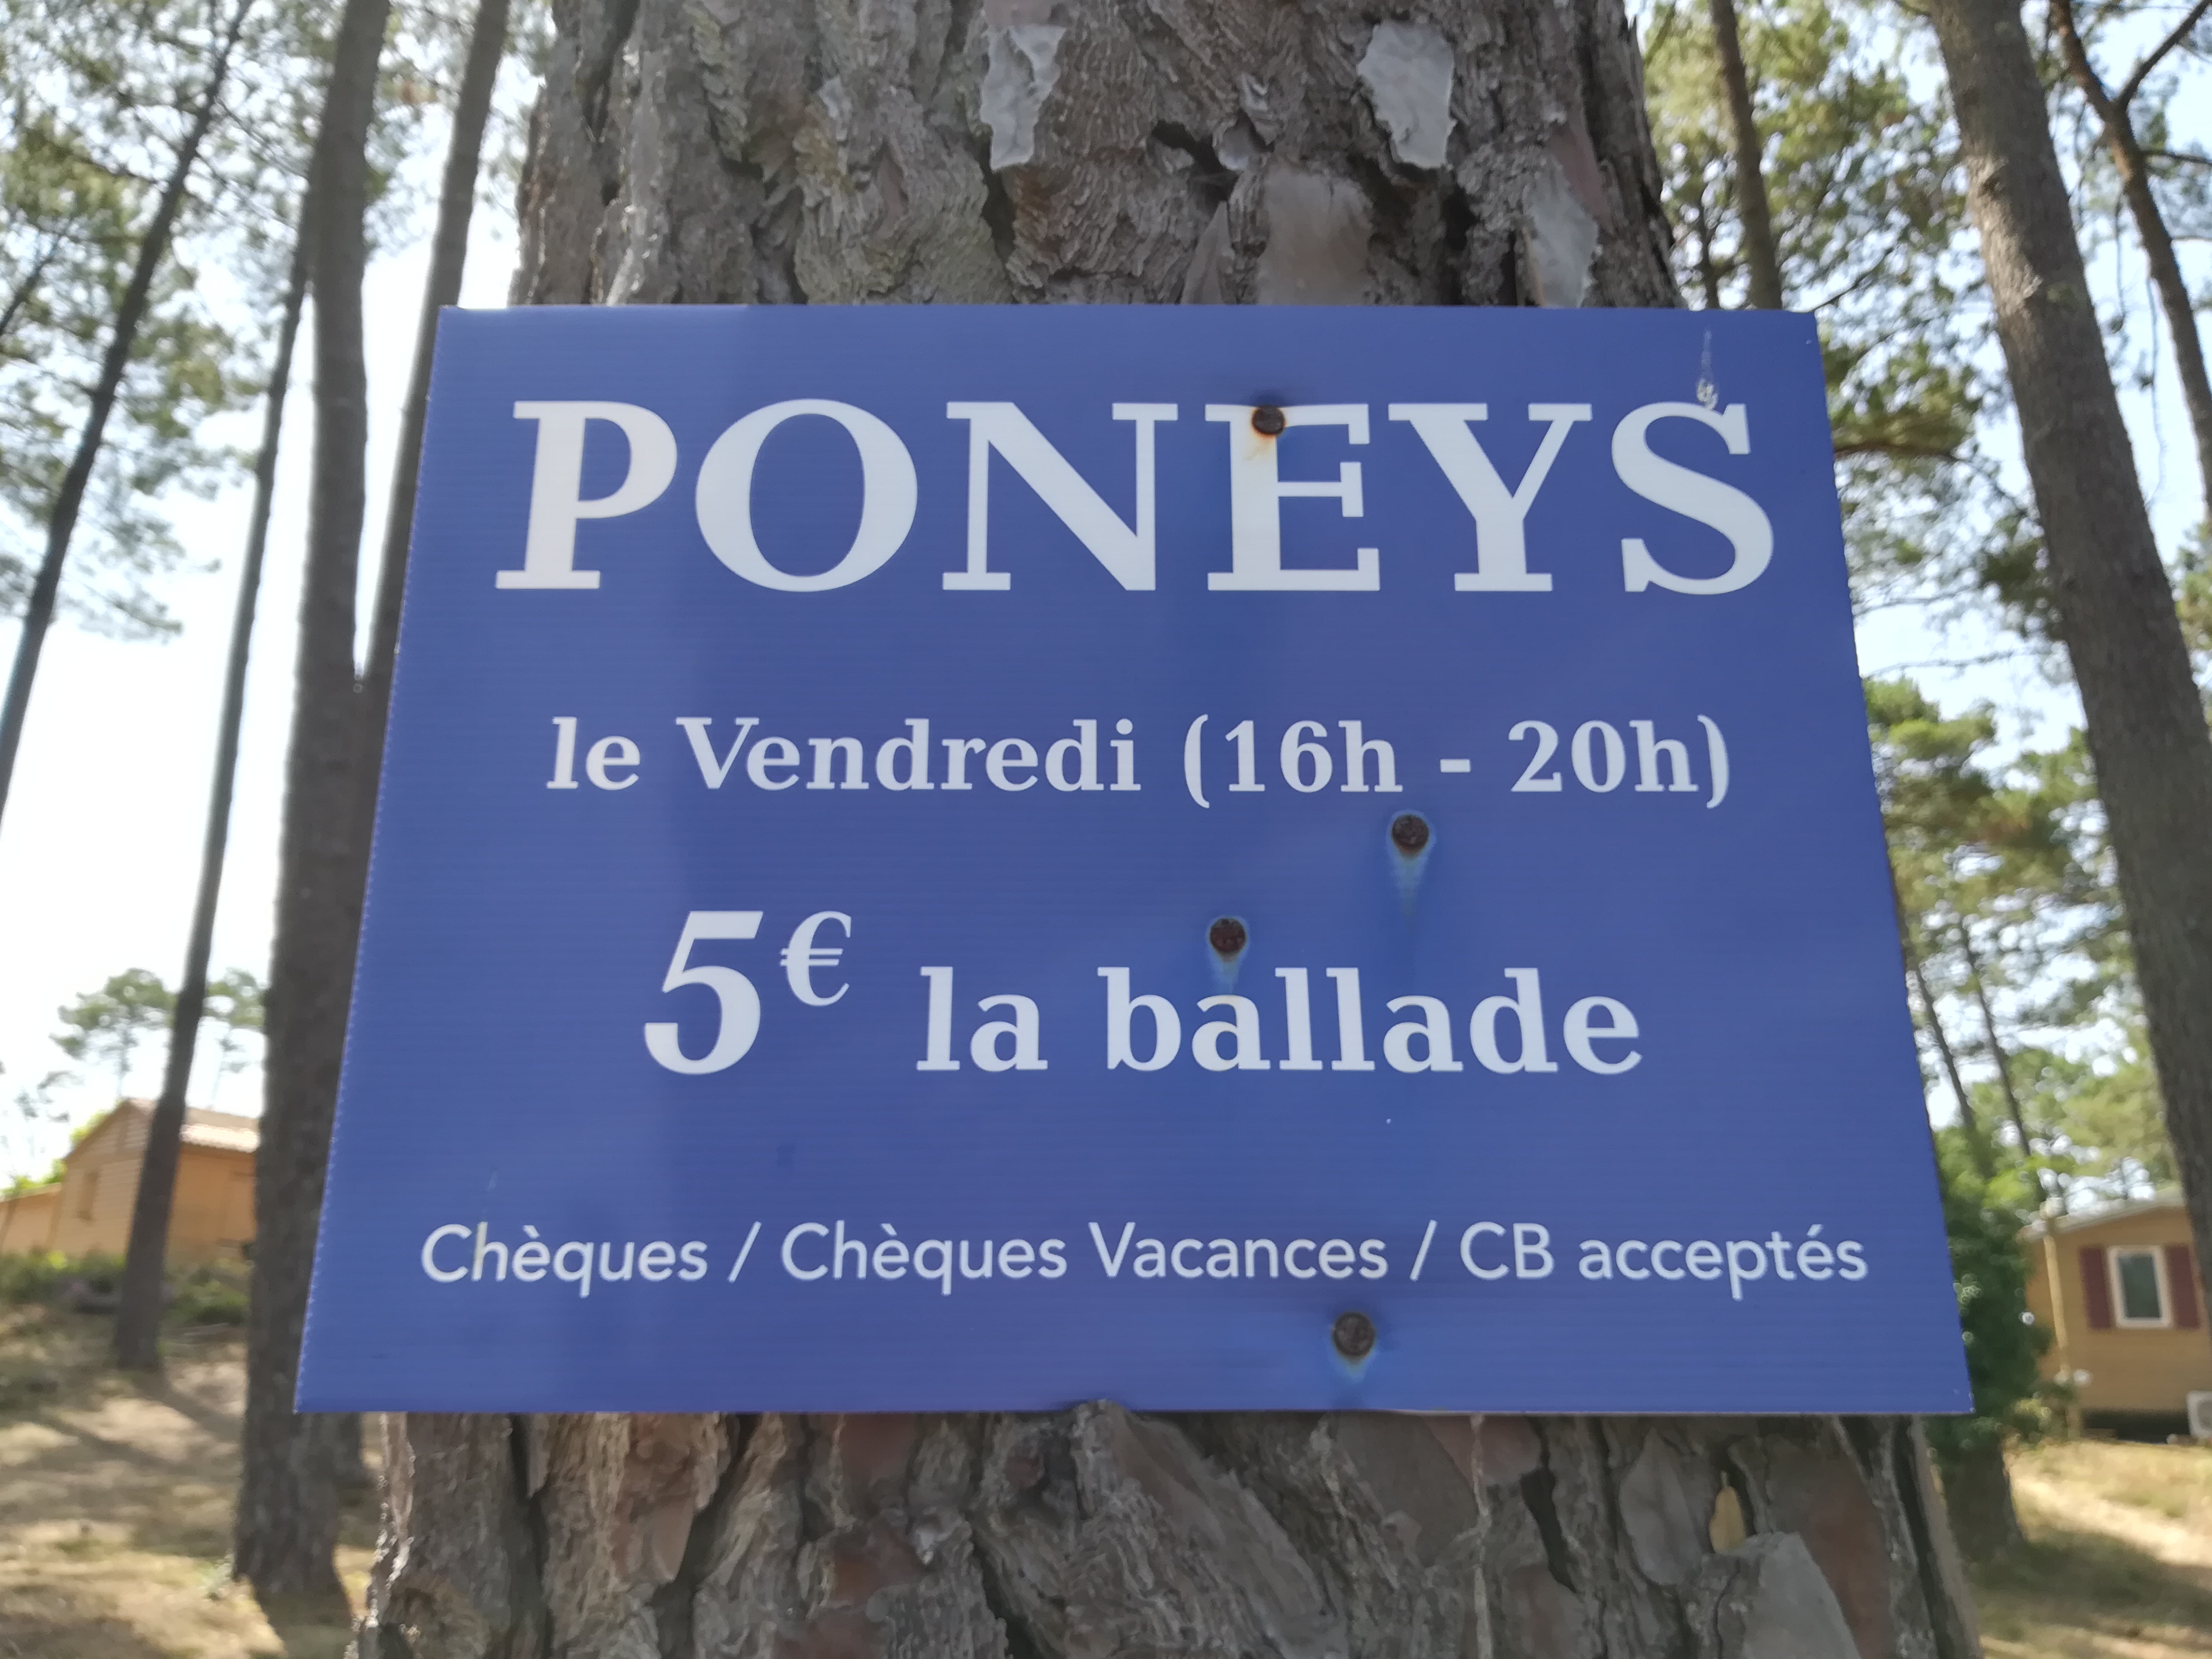 PONEYS
le Vendredi (16h - 20h)
5€ la ballade
Chèques / Chèques Vacances / CB acceptés